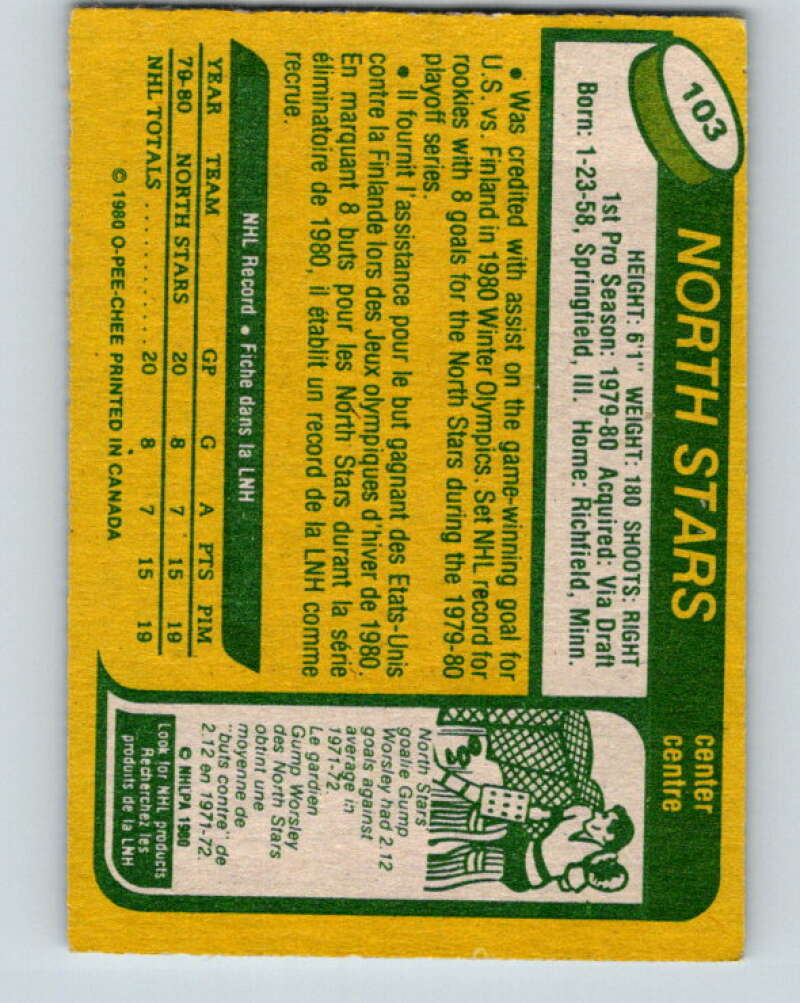 103
NORTH STARS
center
centre
HEIGHT: 6'1" WEIGHT: 180 SHOOTS: RIGHT
1st Pro Season: 1979-80 Acquired: Via Draft
Born: 1-23-58, Springfield, Ill. Home: Richfield, Minn.
• Was credited with assist on the game-winning goal for
U.S. vs. Finland in 1980 Winter Olympics. Set NHL record for
rookies with 8 goals for the North Stars during the 1979-80
playoff series.
• Il fournit l'assistance pour le but gagnant des Etats-Unis
contre la Finlande lors des Jeux olympiques d'hiver de 1980.
En marquant 8 buts pour les North Stars durant la série
éliminatoire de 1980, il établit un record de la LNH comme
recrue.
NHL Record • Fiche dans la LNH
YEAR TEAM GP G A PTS PIM
79-80 NORTH STARS 20 8 7 15 19
NHL TOTALS .......... 20 8 7 15 19
© 1980 O-PEE-CHEE PRINTED IN CANADA
North Stars'
goalie Gump
Worsley had 2.12
goals against
average in
1971-72.
Le gardien
Gump Worsley
des North Stars
obtint une
moyenne de
"buts contre" de
2.12 en 1971-72.
© NHLPA 1980
Look for NHL products
Recherchez les
produits de la LNH